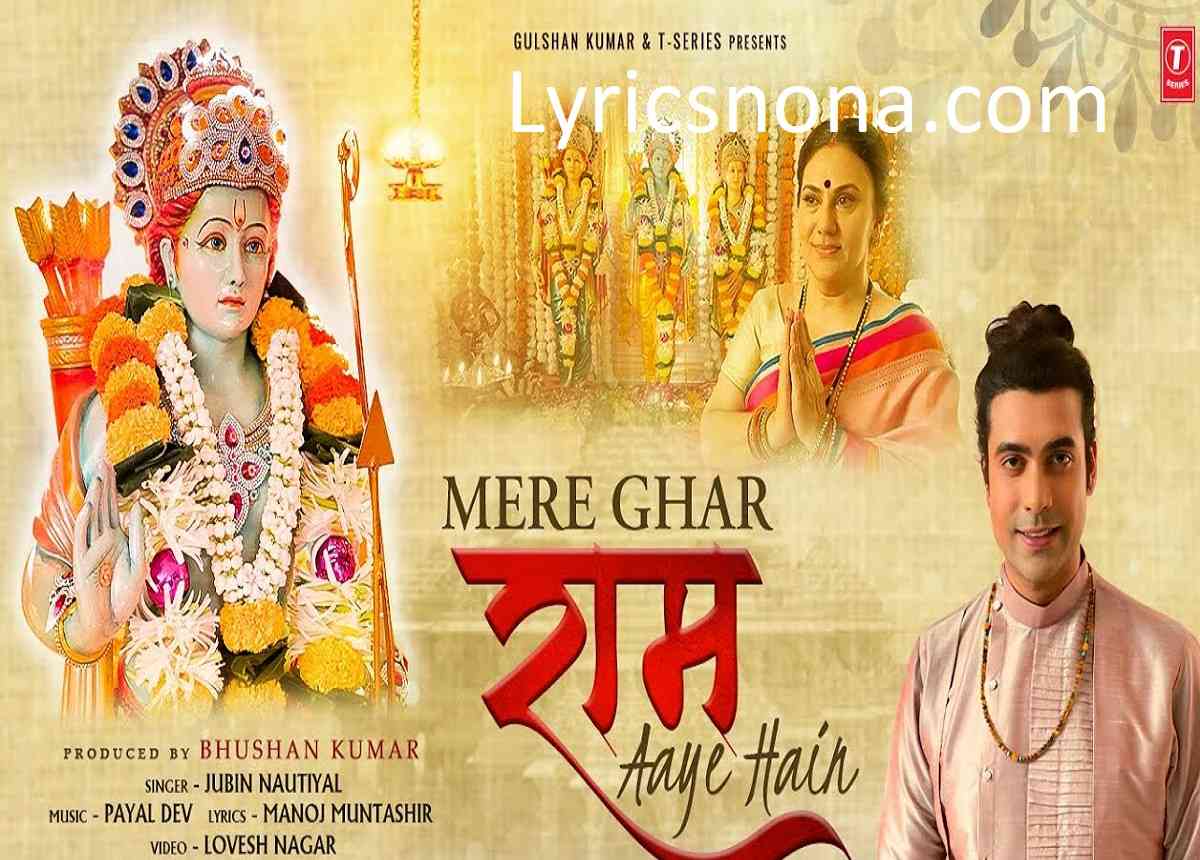 GULSHAN KUMAR & T-SERIES PRESENTS
T
SERIES
Lyricsnona.com
MERE GHAR
राम
Aaye Hain
PRODUCED BY BHUSHAN KUMAR
SINGER - JUBIN NAUTIYAL
MUSIC - PAYAL DEV LYRICS - MANOJ MUNTASHIR
VIDEO - LOVESH NAGAR